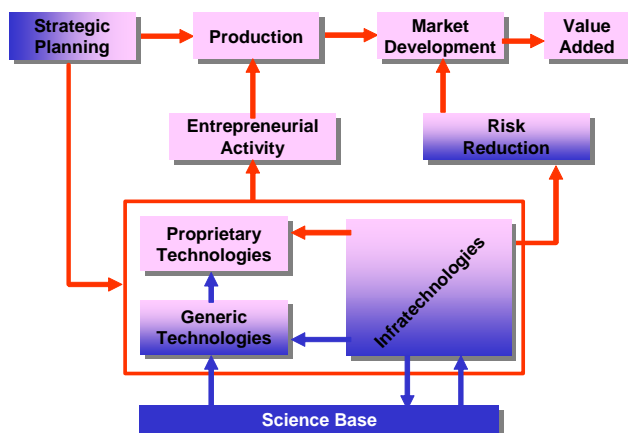 Strategic
Planning
Production
Market
Development
Value
Added
Entrepreneurial
Activity
Risk
Reduction
Proprietary
Technologies
Infratechnologies
Generic
Technologies
Science Base